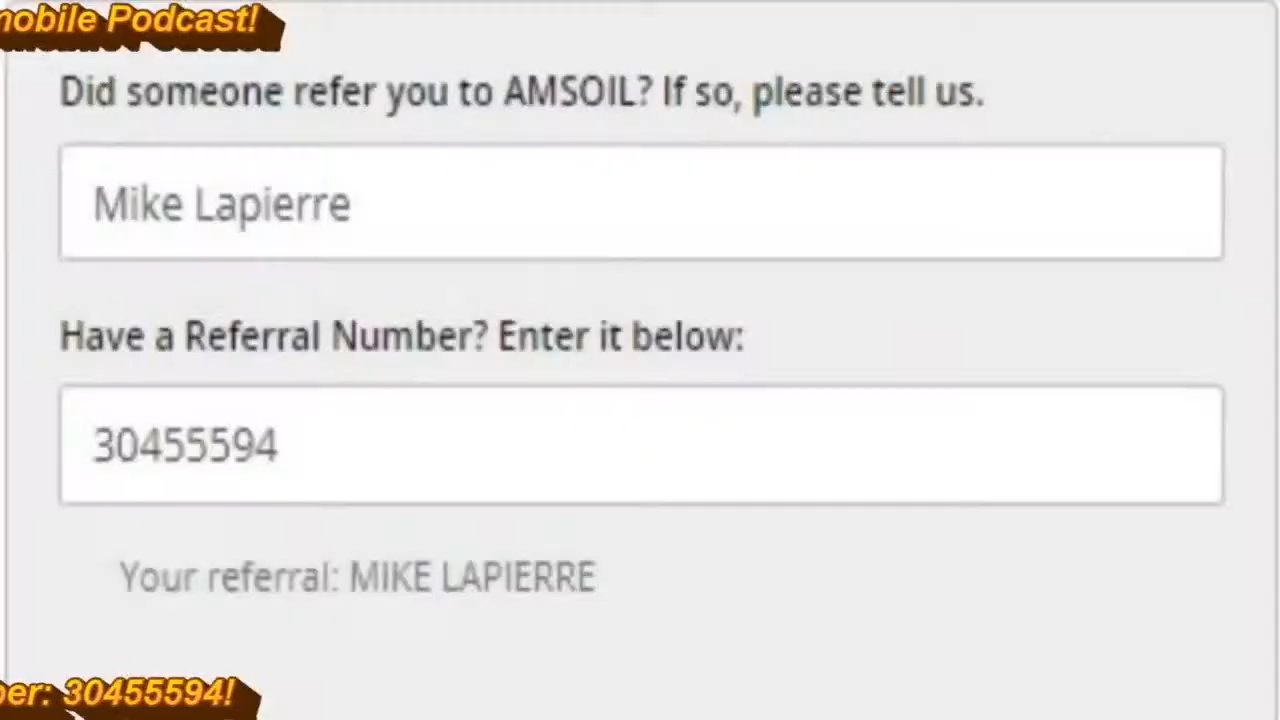 mobile Podcast!
Did someone refer you to AMSOIL? If so, please tell us.
Mike Lapierre
Have a Referral Number? Enter it below:
30455594
Your referral: MIKE LAPIERRE
ber: 30455594!